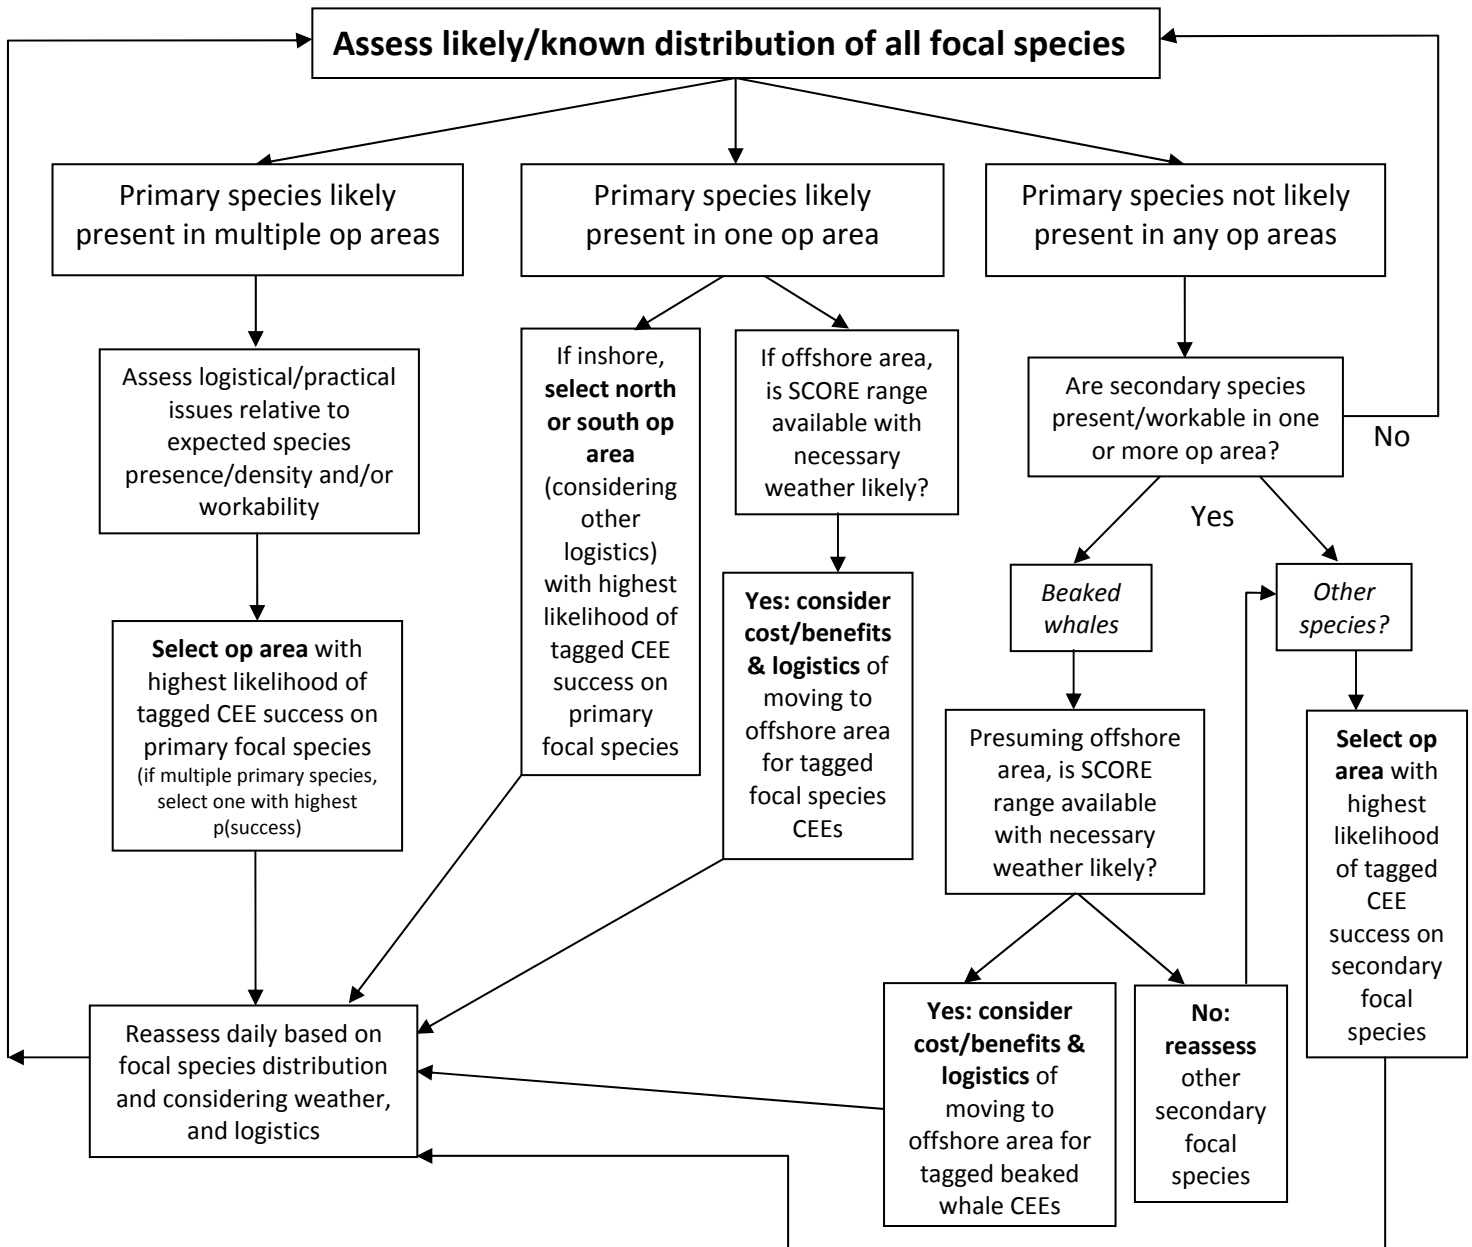 Assess likely/known distribution of all focal species
Primary species likely
present in multiple op areas
Primary species likely
present in one op area
Primary species not likely
present in any op areas
Assess logistical/practical
issues relative to
expected species
presence/density and/or
workability
If inshore,
select north
or south op
area
(considering
other
logistics)
with highest
likelihood of
tagged CEE
success on
primary
focal species
If offshore area,
is SCORE range
available with
necessary
weather likely?
Are secondary species
present/workable in one
or more op area?
No
Yes
Select op area with
highest likelihood of
tagged CEE success on
primary focal species
(if multiple primary species,
select one with highest
p(success)
Yes: consider
cost/benefits
& logistics of
moving to
offshore area
for tagged
focal species
CEEs
Beaked
whales
Other
species?
Presuming offshore
area, is SCORE
range available
with necessary
weather likely?
Select op
area with
highest
likelihood
of tagged
CEE
success on
secondary
focal
species
Reassess daily based on
focal species distribution
and considering weather,
and logistics
Yes: consider
cost/benefits &
logistics of
moving to
offshore area for
tagged beaked
whale CEEs
No:
reassess
other
secondary
focal
species